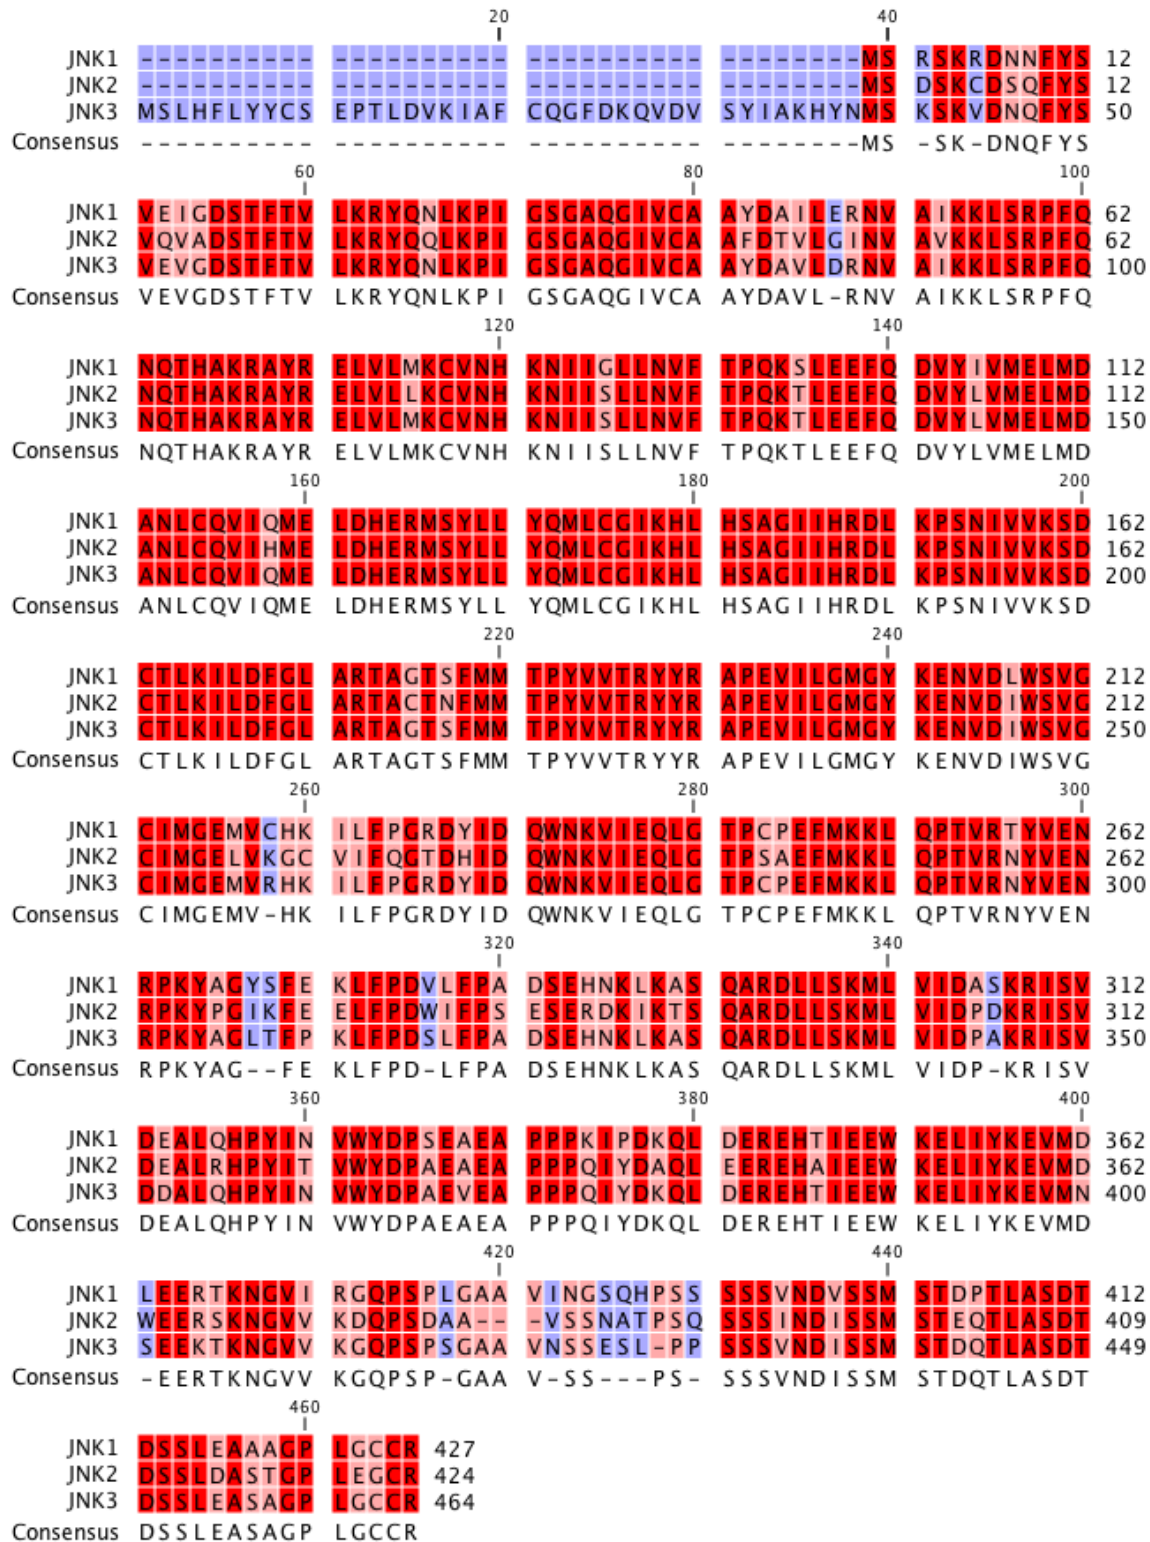 20 40
JNK1 ---------- ---------- ---------- --------MS RSKRDNNFYS 12
JNK2 ---------- ---------- ---------- --------MS DSKCDSQFYS 12
JNK3 MSLHFLYYCS EPTLDVKIAF CQGFDKQVDV SYIAKHYNMS KSKVDNQFYS 50
Consensus ---------- ---------- ---------- --------MS -SK-DNQFYS
60 80 100
JNK1 VEIGDSTFTV LKRYQNLKPI GSGAQGIVCA AYDAILERNV AIKKLSRPFQ 62
JNK2 VQVADSTFTV LKRYQQLKPI GSGAQGIVCA AFDTVLGINV AVKKLSRPFQ 62
JNK3 VEVGDSTFTV LKRYQNLKPI GSGAQGIVCA AYDAVLDRNV AIKKLSRPFQ 100
Consensus VEVGDSTFTV LKRYQNLKPI GSGAQGIVCA AYDAVL-RNV AIKKLSRPFQ
120 140
JNK1 NQTHAKRAYR ELVLMKCVNH KNIIGLLNVF TPQKSLEEFQ DVYIVMELMD 112
JNK2 NQTHAKRAYR ELVLLKCVNH KNIISLLNVF TPQKTLEEFQ DVYLVMELMD 112
JNK3 NQTHAKRAYR ELVLMKCVNH KNIISLLNVF TPQKTLEEFQ DVYLVMELMD 150
Consensus NQTHAKRAYR ELVLMKCVNH KNIISLLNVF TPQKTLEEFQ DVYLVMELMD
160 180 200
JNK1 ANLCQVIQME LDHERMSYLL YQMLCGIKHL HSAGIIHRDL KPSNIVVKSD 162
JNK2 ANLCQVIHME LDHERMSYLL YQMLCGIKHL HSAGIIHRDL KPSNIVVKSD 162
JNK3 ANLCQVIQME LDHERMSYLL YQMLCGIKHL HSAGIIHRDL KPSNIVVKSD 200
Consensus ANLCQVIQME LDHERMSYLL YQMLCGIKHL HSAGIIHRDL KPSNIVVKSD
220 240
JNK1 CTLKILDFGL ARTAGTSFMM TPYVVTRYYR APEVILGMGY KENVDLWSVG 212
JNK2 CTLKILDFGL ARTACTNFMM TPYVVTRYYR APEVILGMGY KENVDIWSVG 212
JNK3 CTLKILDFGL ARTAGTSFMM TPYVVTRYYR APEVILGMGY KENVDIWSVG 250
Consensus CTLKILDFGL ARTAGTSFMM TPYVVTRYYR APEVILGMGY KENVDIWSVG
260 280 300
JNK1 CIMGEMVCHK ILFPGRDYID QWNKVIEQLG TPCPEFMKKL QPTVRTYVEN 262
JNK2 CIMGELVKGC VIFQGTDHID QWNKVIEQLG TPSAEFMKKL QPTVRNYVEN 262
JNK3 CIMGEMVRHK ILFPGRDYID QWNKVIEQLG TPCPEFMKKL QPTVRNYVEN 300
Consensus CIMGEMV-HK ILFPGRDYID QWNKVIEQLG TPCPEFMKKL QPTVRNYVEN
320 340
JNK1 RPKYAGYSFE KLFPDVLFPA DSEHNKLKAS QARDLLSKML VIDASKRISV 312
JNK2 RPKYPGIKFE ELFPDWIFPS ESERDKIKTS QARDLLSKML VIDPDKRISV 312
JNK3 RPKYAGLTFP KLFPDSLFPA DSEHNKLKAS QARDLLSKML VIDPAKRISV 350
Consensus RPKYAG--FE KLFPD-LFPA DSEHNKLKAS QARDLLSKML VIDP-KRISV
360 380 400
JNK1 DEALQHPYIN VWYDPSEAEA PPPKIPDKQL DEREHTIEEW KELIYKEVMD 362
JNK2 DEALRHPYIT VWYDPAEAEA PPPQIYDAQL EEREHAIEEW KELIYKEVMD 362
JNK3 DDALQHPYIN VWYDPAEVEA PPPQIYDKQL DEREHTIEEW KELIYKEVMN 400
Consensus DEALQHPYIN VWYDPAEAEA PPPQIYDKQL DEREHTIEEW KELIYKEVMD
420 440
JNK1 LEERTKNGVI RGQPSPLGAA VINGSQHPSS SSSVNDVSSM STDPTLASDT 412
JNK2 WEERSKNGVV KDQPSDAA-- -VSSNATPSQ SSSINDISSM STEQTLASDT 409
JNK3 SEEKTKNGVV KGQPSPSGAA VNSSESL-PP SSSVNDISSM STDQTLASDT 449
Consensus -EERTKNGVV KGQPSP-GAA V-SS---PS- SSSVNDISSM STDQTLASDT
460
JNK1 DSSLEAAAGP LGCCR 427
JNK2 DSSLDASTGP LEGCR 424
JNK3 DSSLEASAGP LGCCR 464
Consensus DSSLEASAGP LGCCR